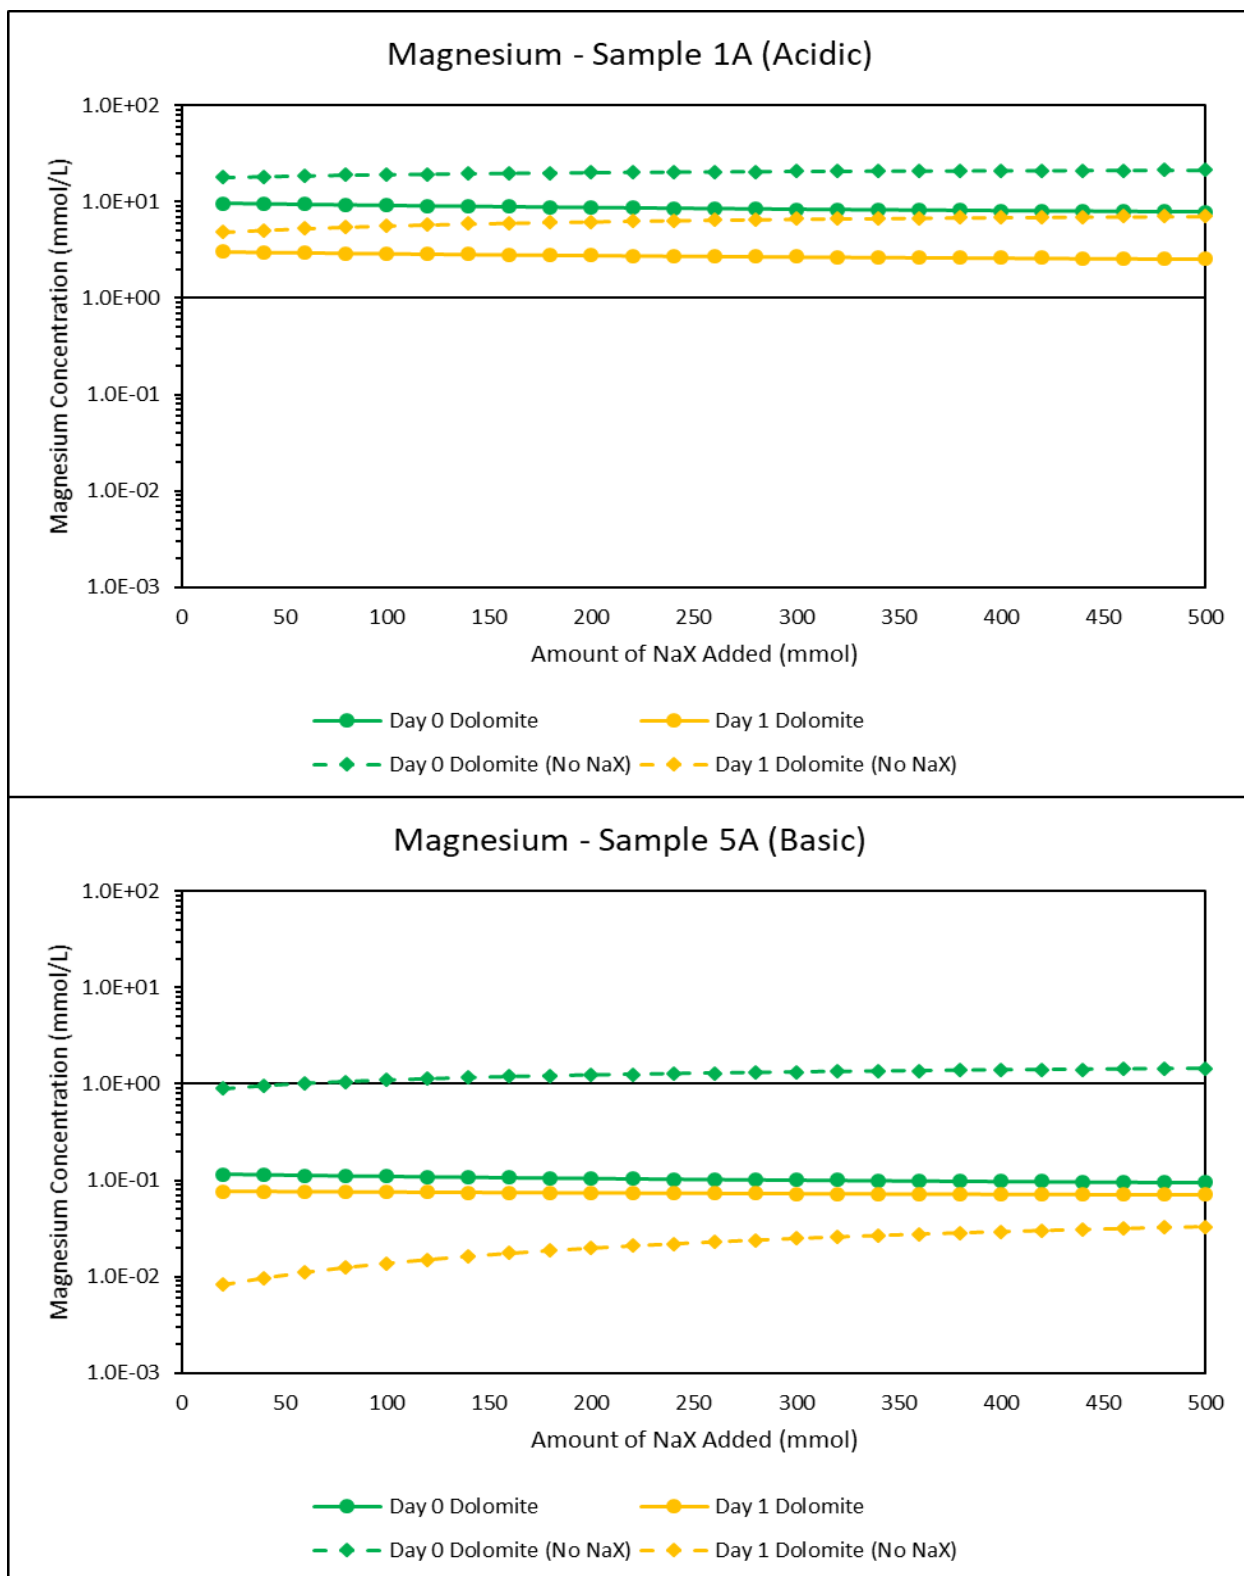 Magnesium - Sample 1A (Acidic)
Magnesium Concentration (mmol/L)
1.0E+02
1.0E+01
1.0E+00
1.0E-01
1.0E-02
1.0E-03
0 50 100 150 200 250 300 350 400 450 500
Amount of NaX Added (mmol)
Day 0 Dolomite Day 1 Dolomite
Day 0 Dolomite (No NaX) Day 1 Dolomite (No NaX)
Magnesium - Sample 5A (Basic)
Magnesium Concentration (mmol/L)
1.0E+02
1.0E+01
1.0E+00
1.0E-01
1.0E-02
1.0E-03
0 50 100 150 200 250 300 350 400 450 500
Amount of NaX Added (mmol)
Day 0 Dolomite Day 1 Dolomite
Day 0 Dolomite (No NaX) Day 1 Dolomite (No NaX)